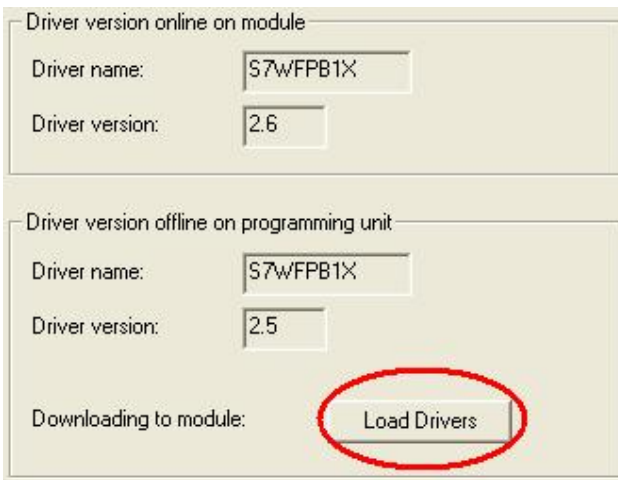 Driver version online on module
Driver name: S7WFPB1X
Driver version: 2.6
Driver version offline on programming unit
Driver name: S7WFPB1X
Driver version: 2.5
Downloading to module: Load Drivers